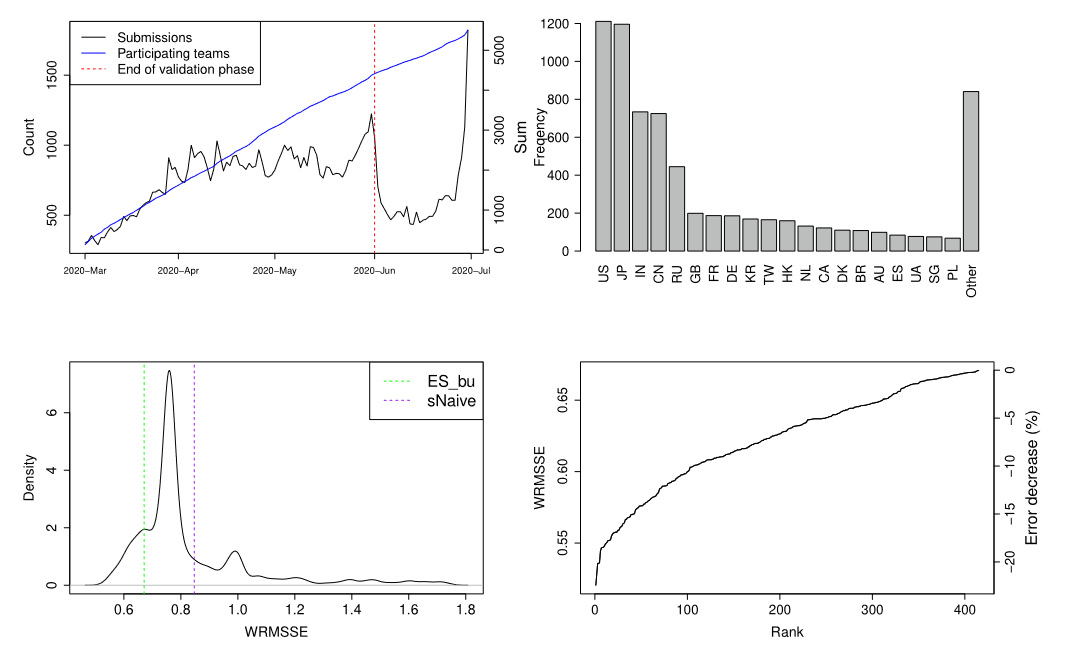 Submissions
Participating teams
End of validation phase
Count
500
1000
1500
2020–Mar
2020–Apr
2020–May
2020–Jun
2020–Jul
0
1000
3000
5000
Sum
Freqency
0
200
400
600
800
1000
1200
US
JP
IN
CN
RU
GB
FR
DE
KR
TW
HK
NL
CA
DK
BR
AU
ES
UA
SG
PL
Other
ES_bu
sNaive
Density
0
2
4
6
0.6
0.8
1.0
1.2
1.4
1.6
1.8
WRMSSE
WRMSSE
0.55
0.60
0.65
0
100
200
300
400
Rank
0
−5
−10
−15
−20
Error decrease (%)